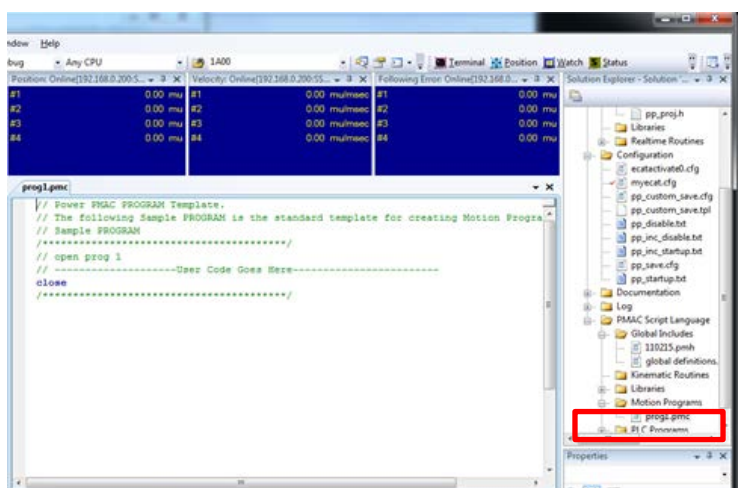 ndow Help
bug Any CPU 1A00 Terminal Position Watch Status
Position: Online[192.168.0.200:S...
Velocity: Online[192.168.0.200:SS...
Following Error: Online[192.168.0...
Solution Explorer - Solution '...
#1 0.00 mu #1 0.00 mu/msec #1 0.00 mu
#2 0.00 mu #2 0.00 mu/msec #2 0.00 mu
#3 0.00 mu #3 0.00 mu/msec #3 0.00 mu
#4 0.00 mu #4 0.00 mu/msec #4 0.00 mu
prog1.pmc
// Power PMAC PROGRAM Template.
// The following Sample PROGRAM is the standard template for creating Motion Progra
// Sample PROGRAM
/******************************************/
// open prog 1
// --------------------User Code Goes Here------------------------
close
/******************************************/
pp_proj.h
Libraries
Realtime Routines
Configuration
ecatactivate0.cfg
myecat.cfg
pp_custom_save.cfg
pp_custom_save.tpl
pp_disable.txt
pp_inc_disable.txt
pp_inc_startup.txt
pp_save.cfg
pp_startup.txt
Documentation
Log
PMAC Script Language
Global Includes
110215.pmh
global definitions.
Kinematic Routines
Libraries
Motion Programs
prog1.pmc
PLC Programs
Properties